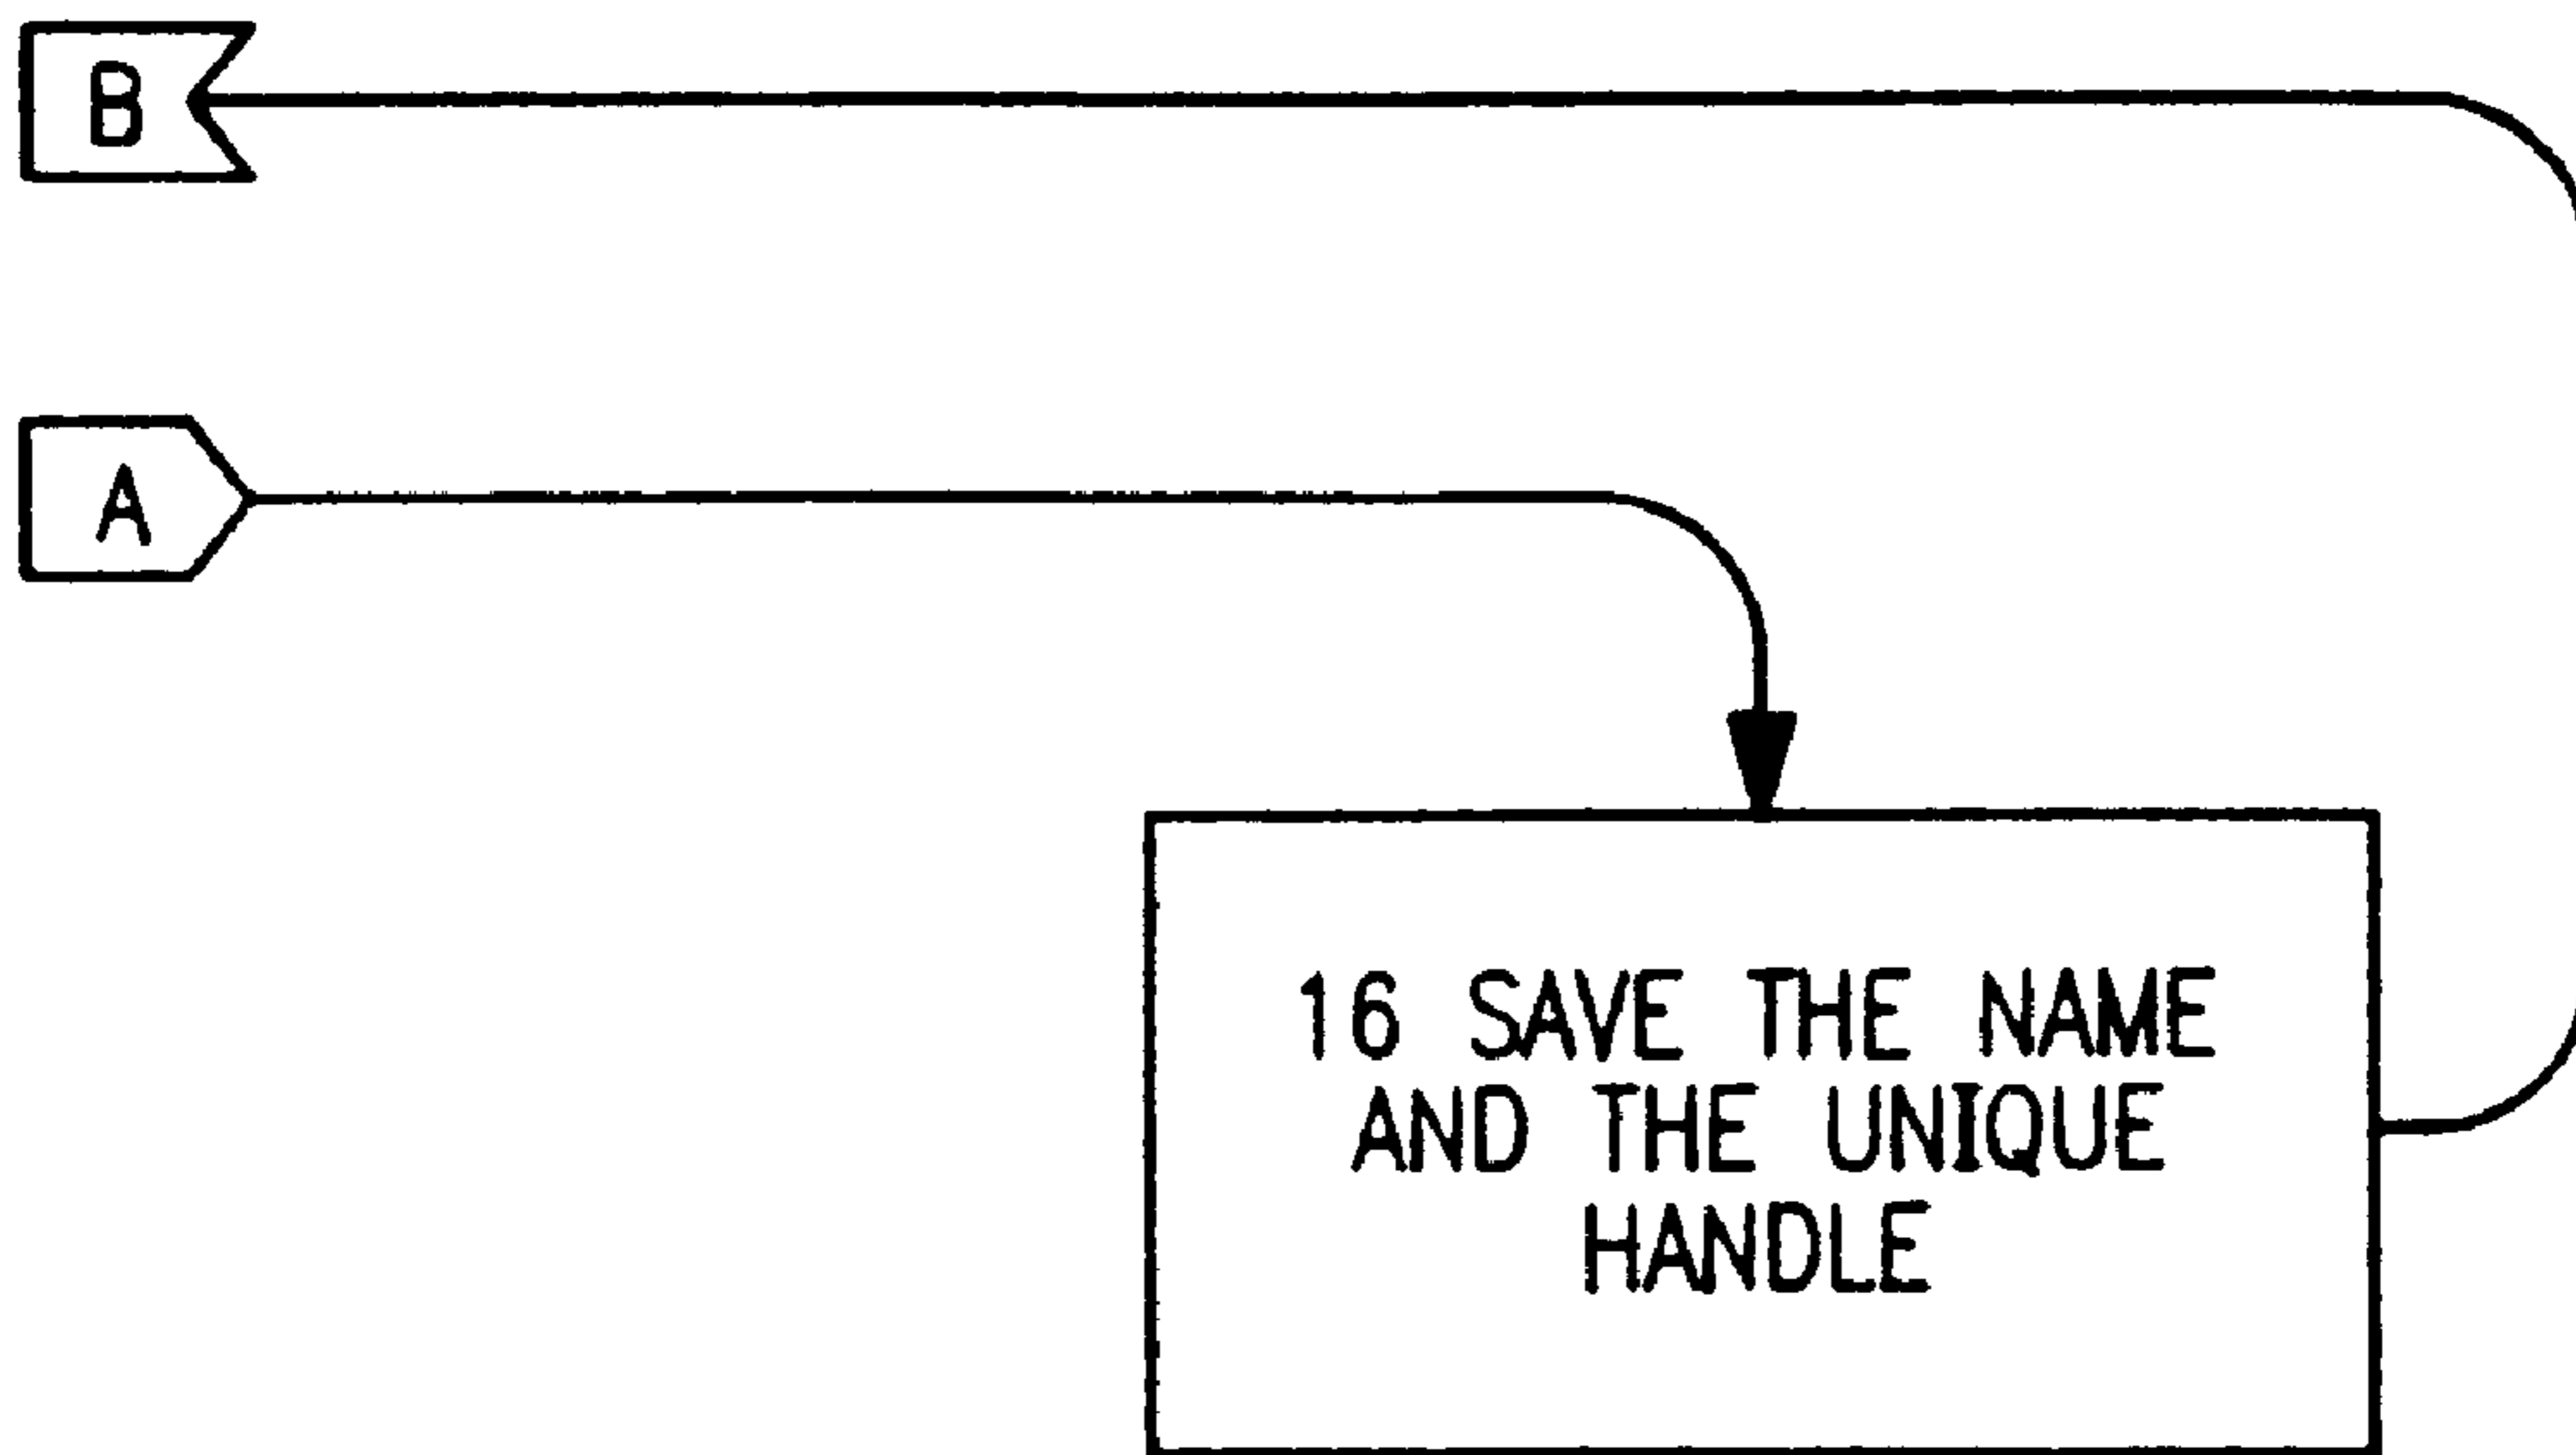 B
A
16 SAVE THE NAME
AND THE UNIQUE
HANDLE